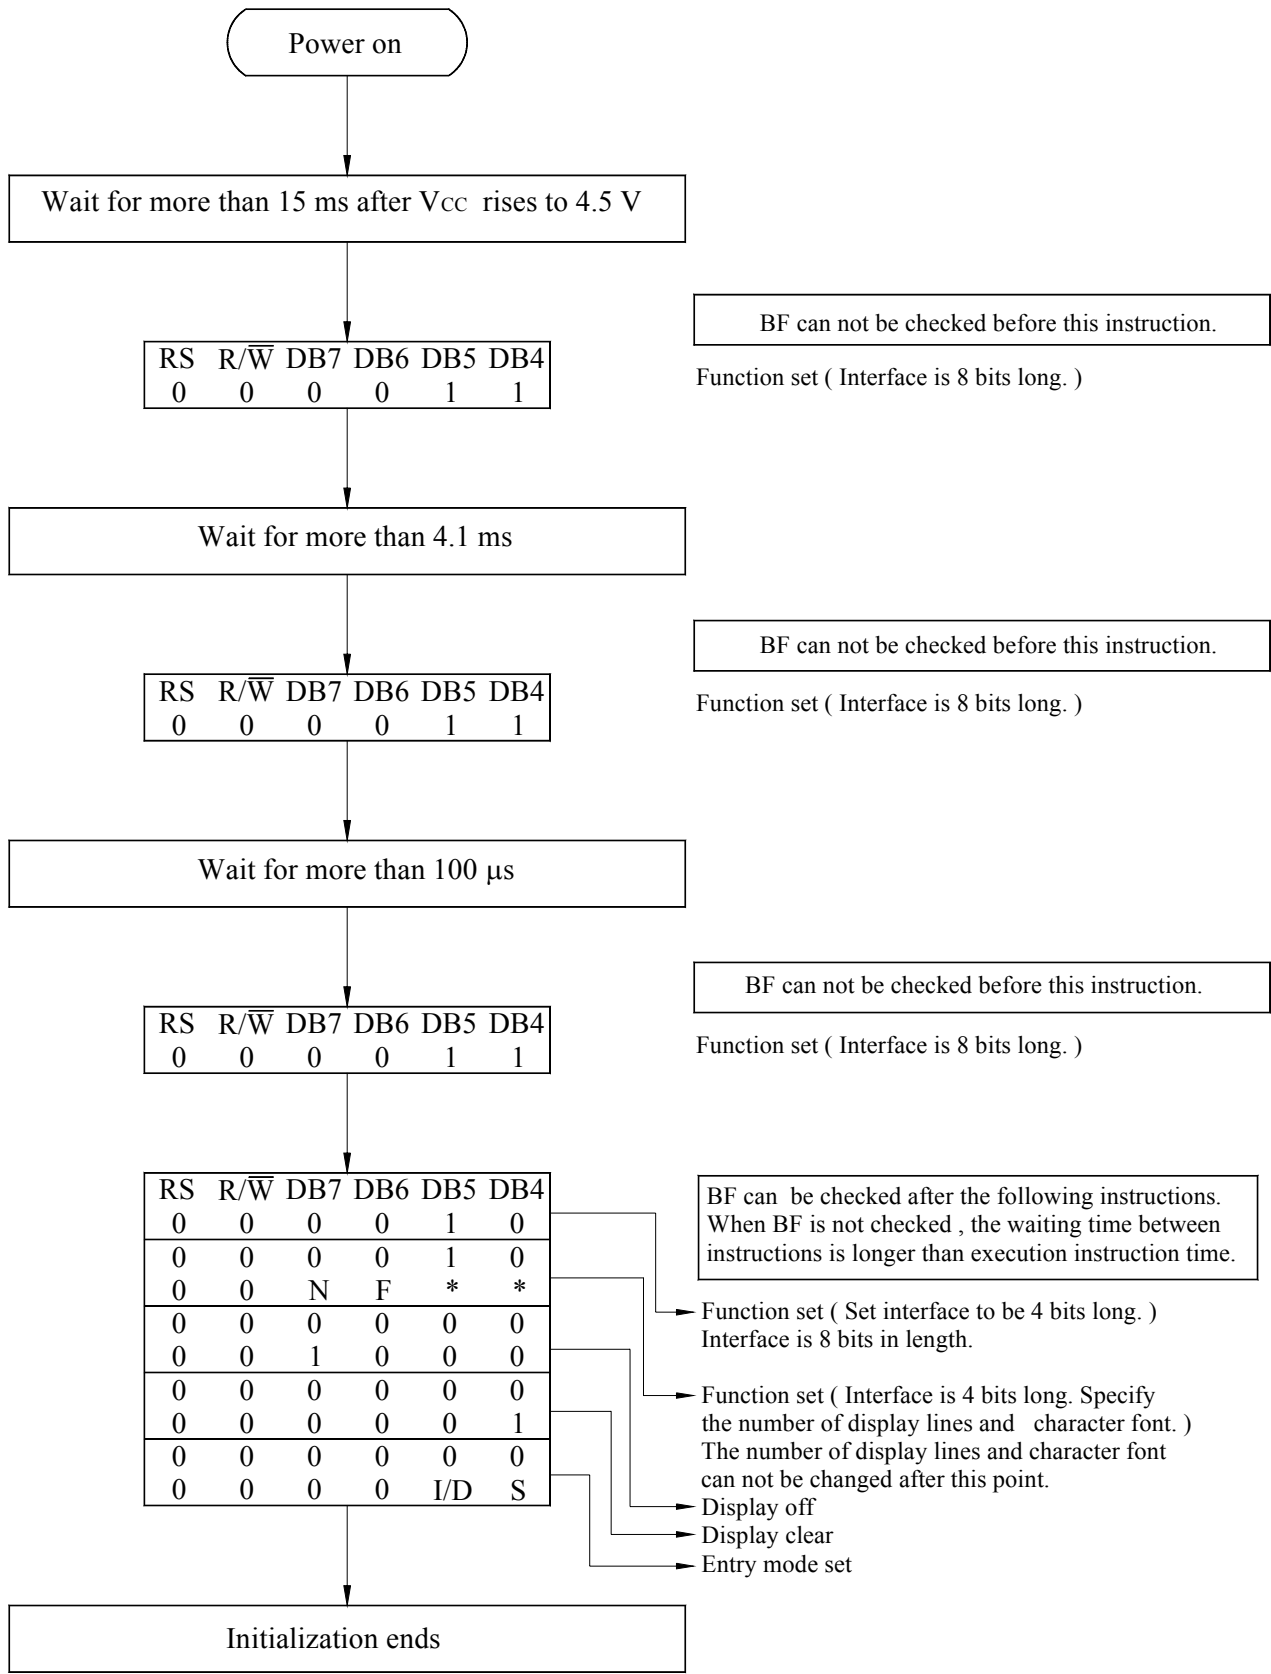 Power on
Wait for more than 15 ms after Vcc rises to 4.5 V
BF can not be checked before this instruction.
RS R/W̅ DB7 DB6 DB5 DB4
0 0 0 0 1 1
Function set ( Interface is 8 bits long. )
Wait for more than 4.1 ms
BF can not be checked before this instruction.
RS R/W̅ DB7 DB6 DB5 DB4
0 0 0 0 1 1
Function set ( Interface is 8 bits long. )
Wait for more than 100 μs
BF can not be checked before this instruction.
RS R/W̅ DB7 DB6 DB5 DB4
0 0 0 0 1 1
Function set ( Interface is 8 bits long. )
RS R/W̅ DB7 DB6 DB5 DB4
0 0 0 0 1 0
0 0 0 0 1 0
0 0 N F * *
0 0 0 0 0 0
0 0 1 0 0 0
0 0 0 0 0 0
0 0 0 0 0 1
0 0 0 0 0 0
0 0 0 0 I/D S
BF can be checked after the following instructions.
When BF is not checked , the waiting time between
instructions is longer than execution instruction time.
Function set ( Set interface to be 4 bits long. )
Interface is 8 bits in length.
Function set ( Interface is 4 bits long. Specify
the number of display lines and character font. )
The number of display lines and character font
can not be changed after this point.
Display off
Display clear
Entry mode set
Initialization ends